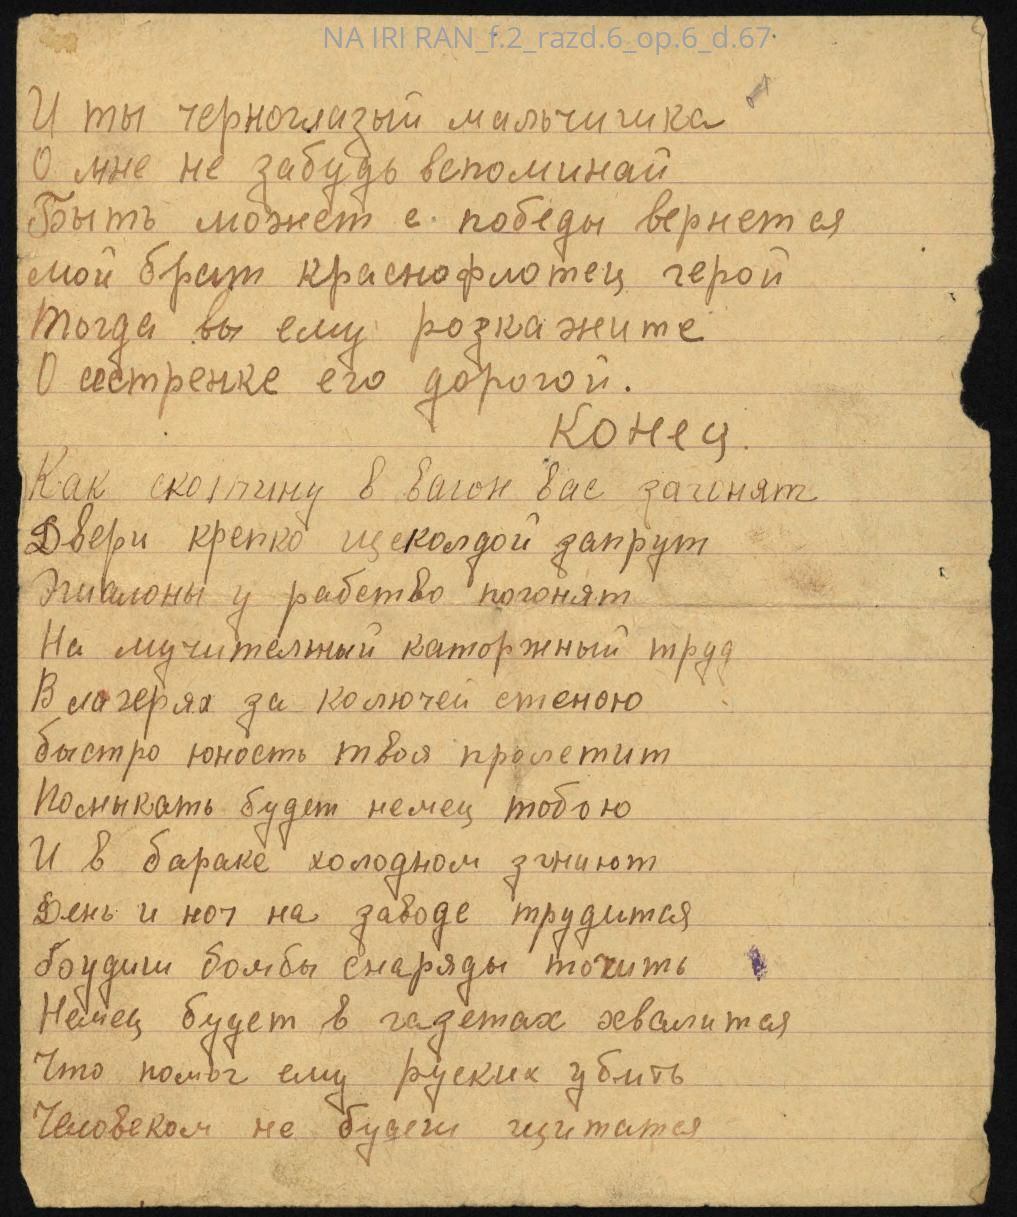 NA IRI RAN_f.2_razd.6_op.6_d.67
И ты черноглазый мальчишка
О мне не забудь вспоминай
Быть может с победы вернется
мой брат краснофлотец герой
Тогда вы ему розкажите
О сестренке его дорогой.
Конец.
Как скотину в вагон вас загонят
Двери крепко щеколдой запрут
Эшалоны у рабство погонят
На мучителный каторжный труд
В лагерях за колючей стеною
быстро юность твоя пролетит
Помыкать будет немец тобою
И в бараке холодном згниют
День и ноч на заводе трудится
Боудиш бомбы снаряды точить
Немец будет в газетах хвалится
Что помог ему руских убить
Человеком не будеш щитатся